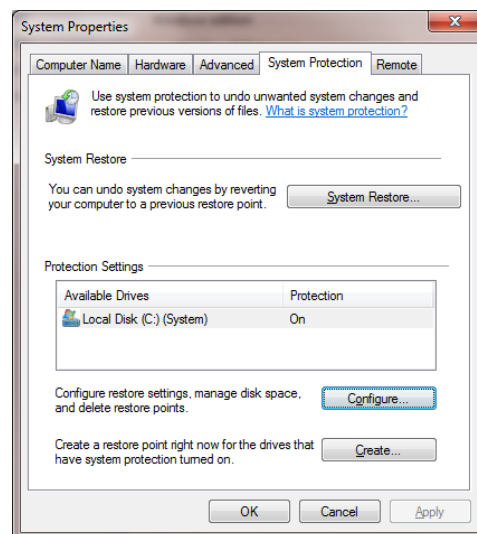 System Properties
Computer Name
Hardware
Advanced
System Protection
Remote
Use system protection to undo unwanted system changes and
restore previous versions of files. What is system protection?
System Restore
You can undo system changes by reverting
your computer to a previous restore point.
System Restore...
Protection Settings
Available Drives
Protection
Local Disk (C:) (System)
On
Configure restore settings, manage disk space,
and delete restore points.
Configure...
Create a restore point right now for the drives that
have system protection turned on.
Create...
OK
Cancel
Apply